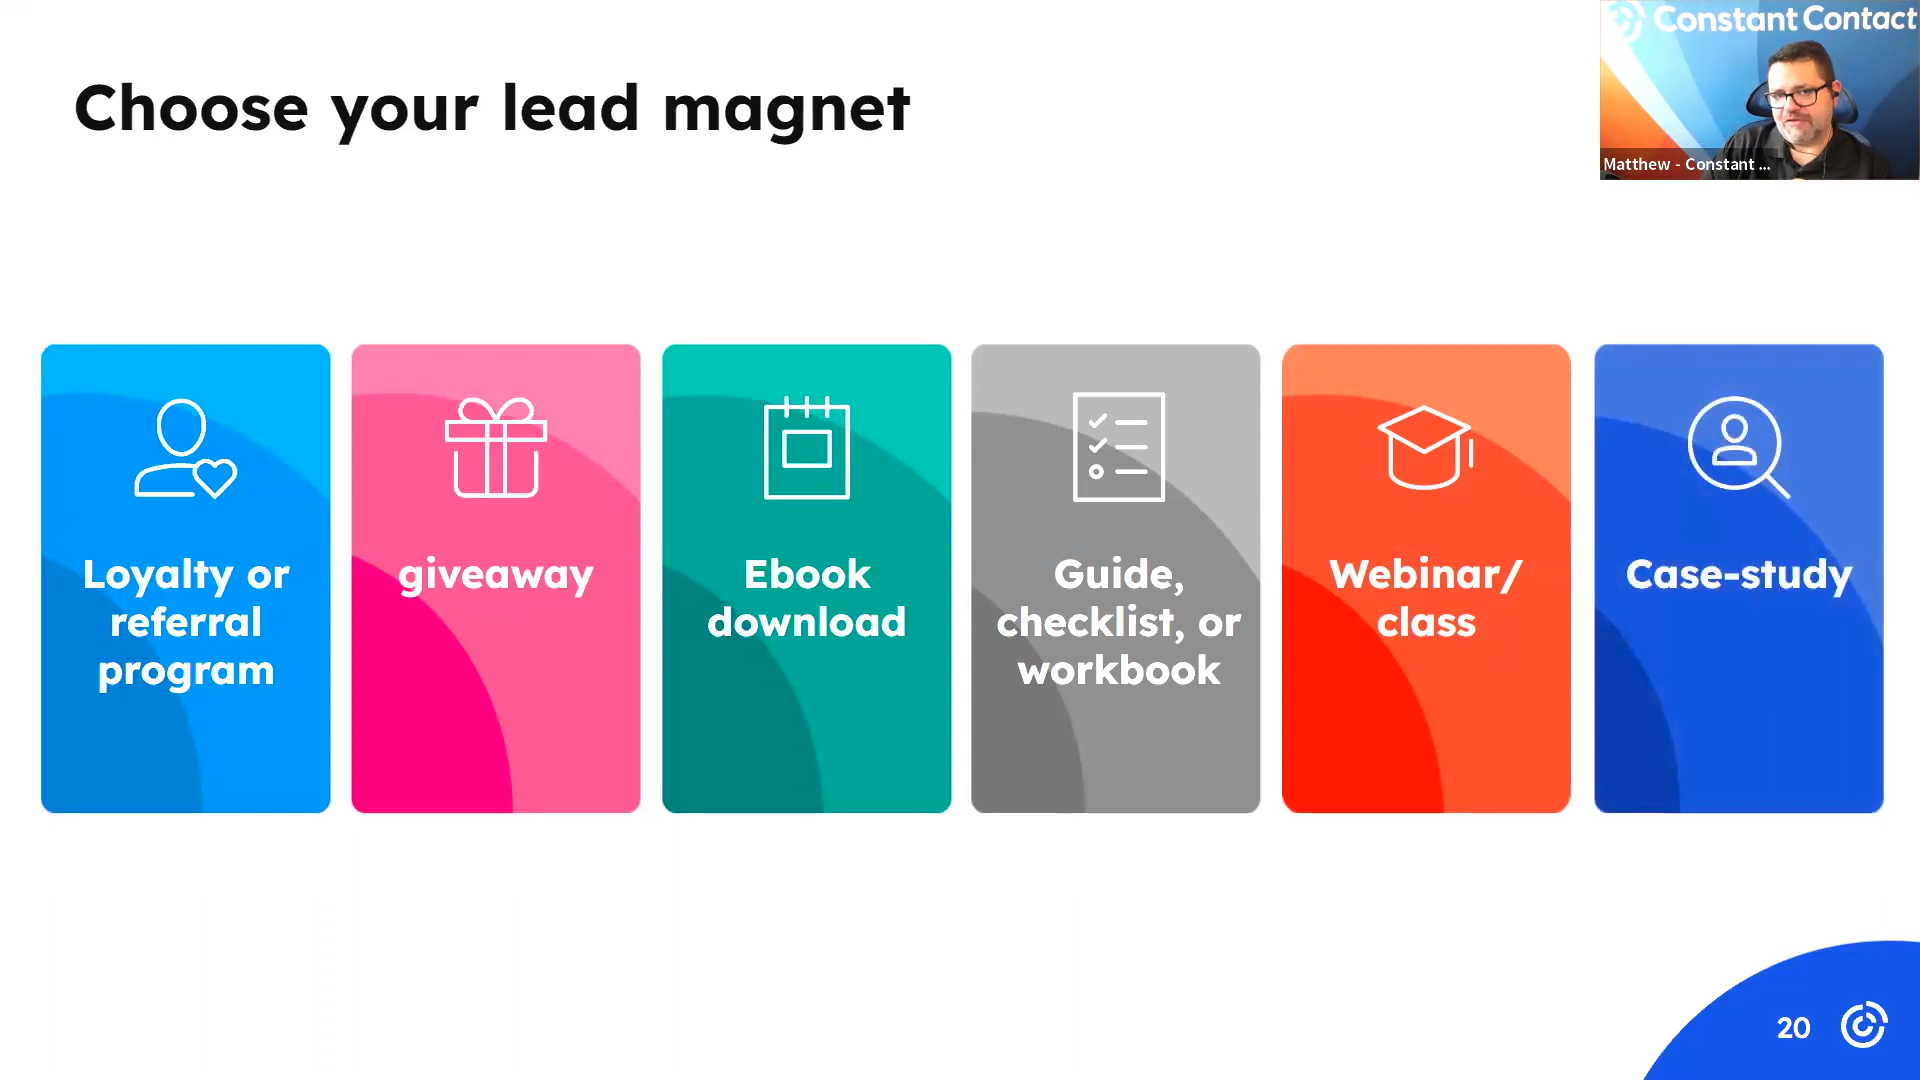 Constant Contact
Choose your lead magnet
Matthew - Constant ...
Loyalty or
referral
program
giveaway
Ebook
download
Guide,
checklist, or
workbook
Webinar/
class
Case-study
20